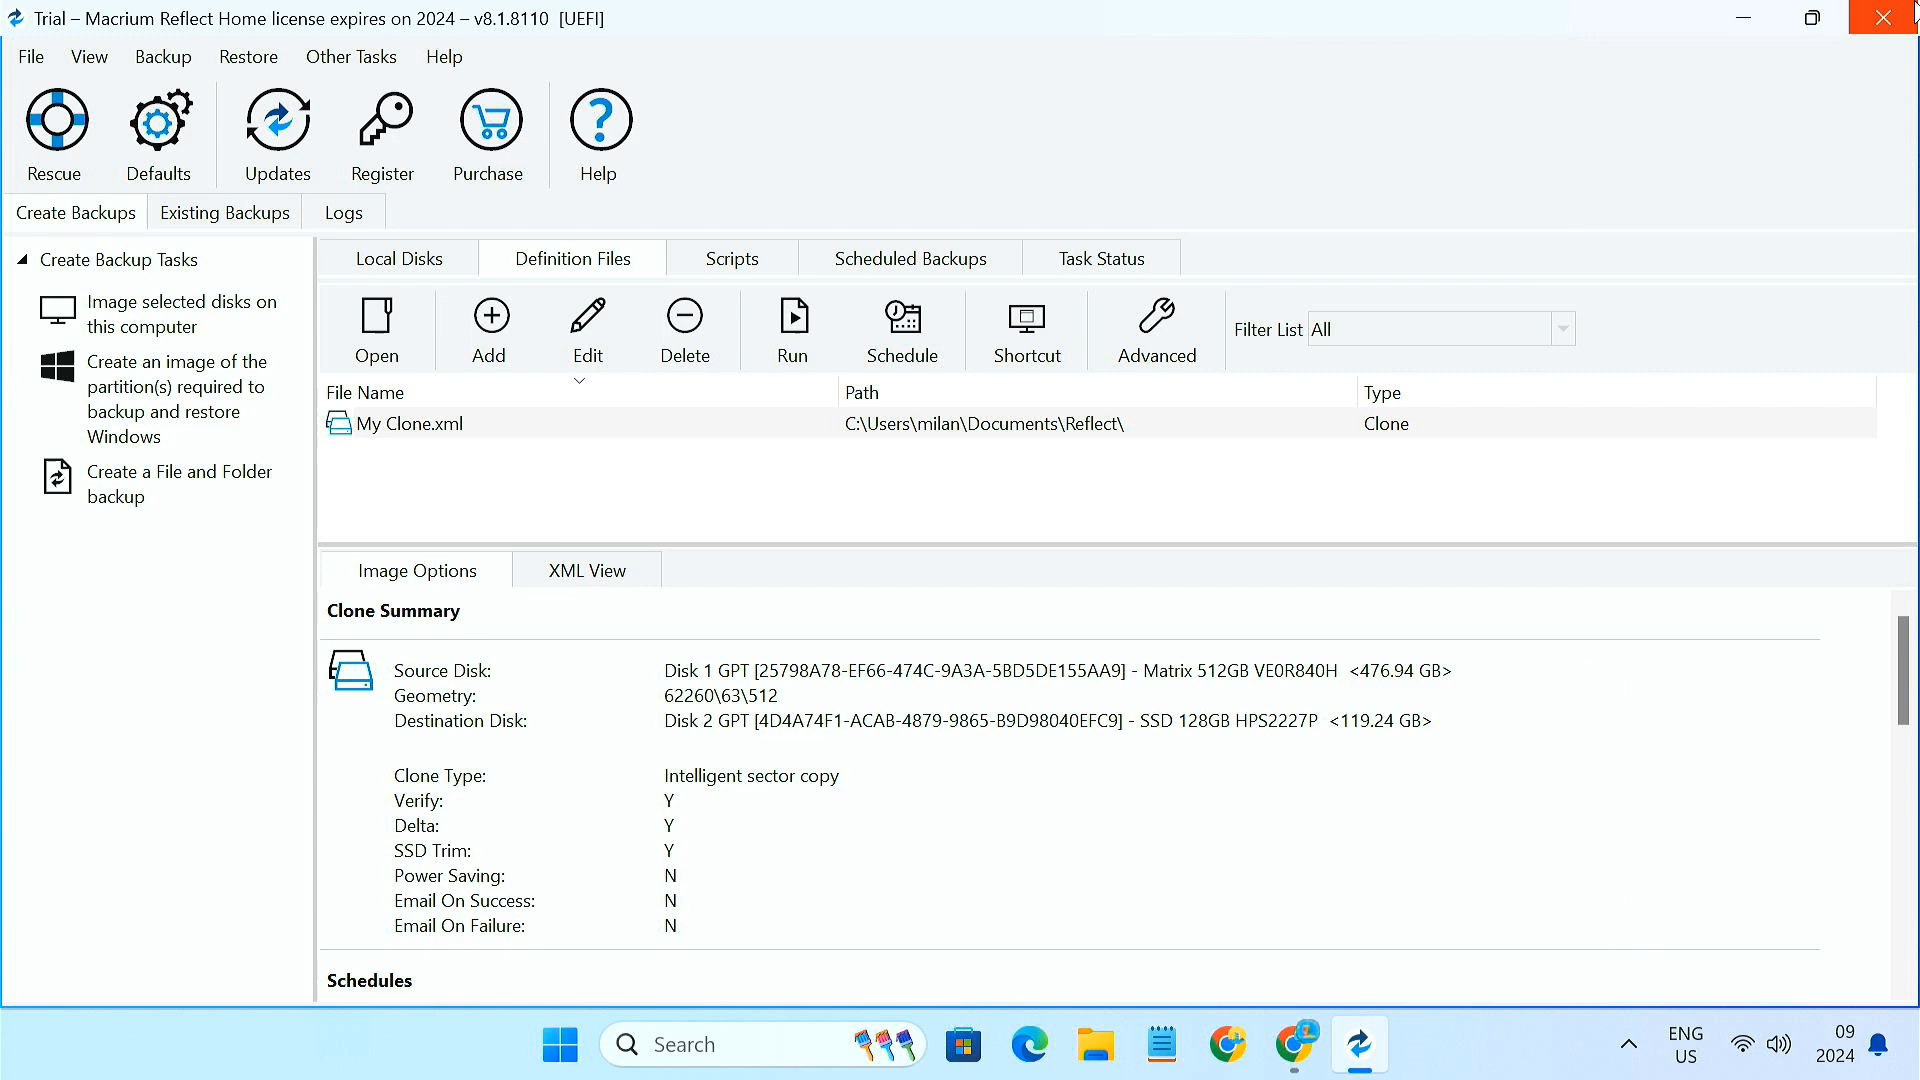 Trial – Macrium Reflect Home license expires on 2024 – v8.1.8110 [UEFI]
File View Backup Restore Other Tasks Help
Rescue Defaults Updates Register Purchase Help
Create Backups Existing Backups Logs
Create Backup Tasks
Image selected disks on
this computer
Create an image of the
partition(s) required to
backup and restore
Windows
Create a File and Folder
backup
Local Disks Definition Files Scripts Scheduled Backups Task Status
Open Add Edit Delete Run Schedule Shortcut Advanced Filter List All
File Name Path Type
My Clone.xml C:\Users\milan\Documents\Reflect\ Clone
Image Options XML View
Clone Summary
Source Disk: Disk 1 GPT [25798A78-EF66-474C-9A3A-5BD5DE155AA9] - Matrix 512GB VE0R840H <476.94 GB>
Geometry: 62260\63\512
Destination Disk: Disk 2 GPT [4D4A74F1-ACAB-4879-9865-B9D98040EFC9] - SSD 128GB HPS2227P <119.24 GB>
Clone Type: Intelligent sector copy
Verify: Y
Delta: Y
SSD Trim: Y
Power Saving: N
Email On Success: N
Email On Failure: N
Schedules
Search
ENG
US
09
2024